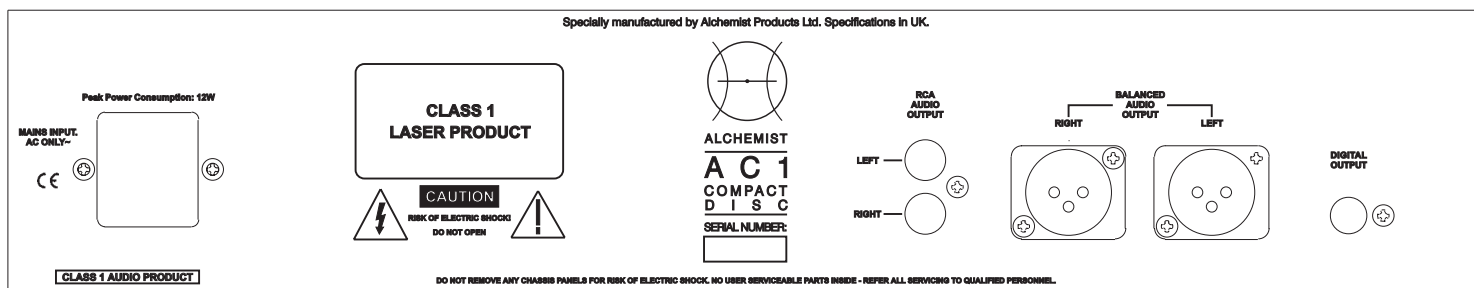 Specially manufactured by Alchemist Products Ltd. Specifications in UK.
Peak Power Consumption: 12W
MAINS INPUT.
AC ONLY~
CE
CLASS 1
LASER PRODUCT
CAUTION
RISK OF ELECTRIC SHOCK!
DO NOT OPEN
ALCHEMIST
AC1
COMPACT
DISC
SERIAL NUMBER:
RCA
AUDIO
OUTPUT
LEFT
RIGHT
BALANCED
AUDIO
OUTPUT
RIGHT
LEFT
DIGITAL
OUTPUT
CLASS 1 AUDIO PRODUCT
DO NOT REMOVE ANY CHASSIS PANELS FOR RISK OF ELECTRIC SHOCK. NO USER SERVICEABLE PARTS INSIDE - REFER ALL SERVICING TO QUALIFIED PERSONNEL.